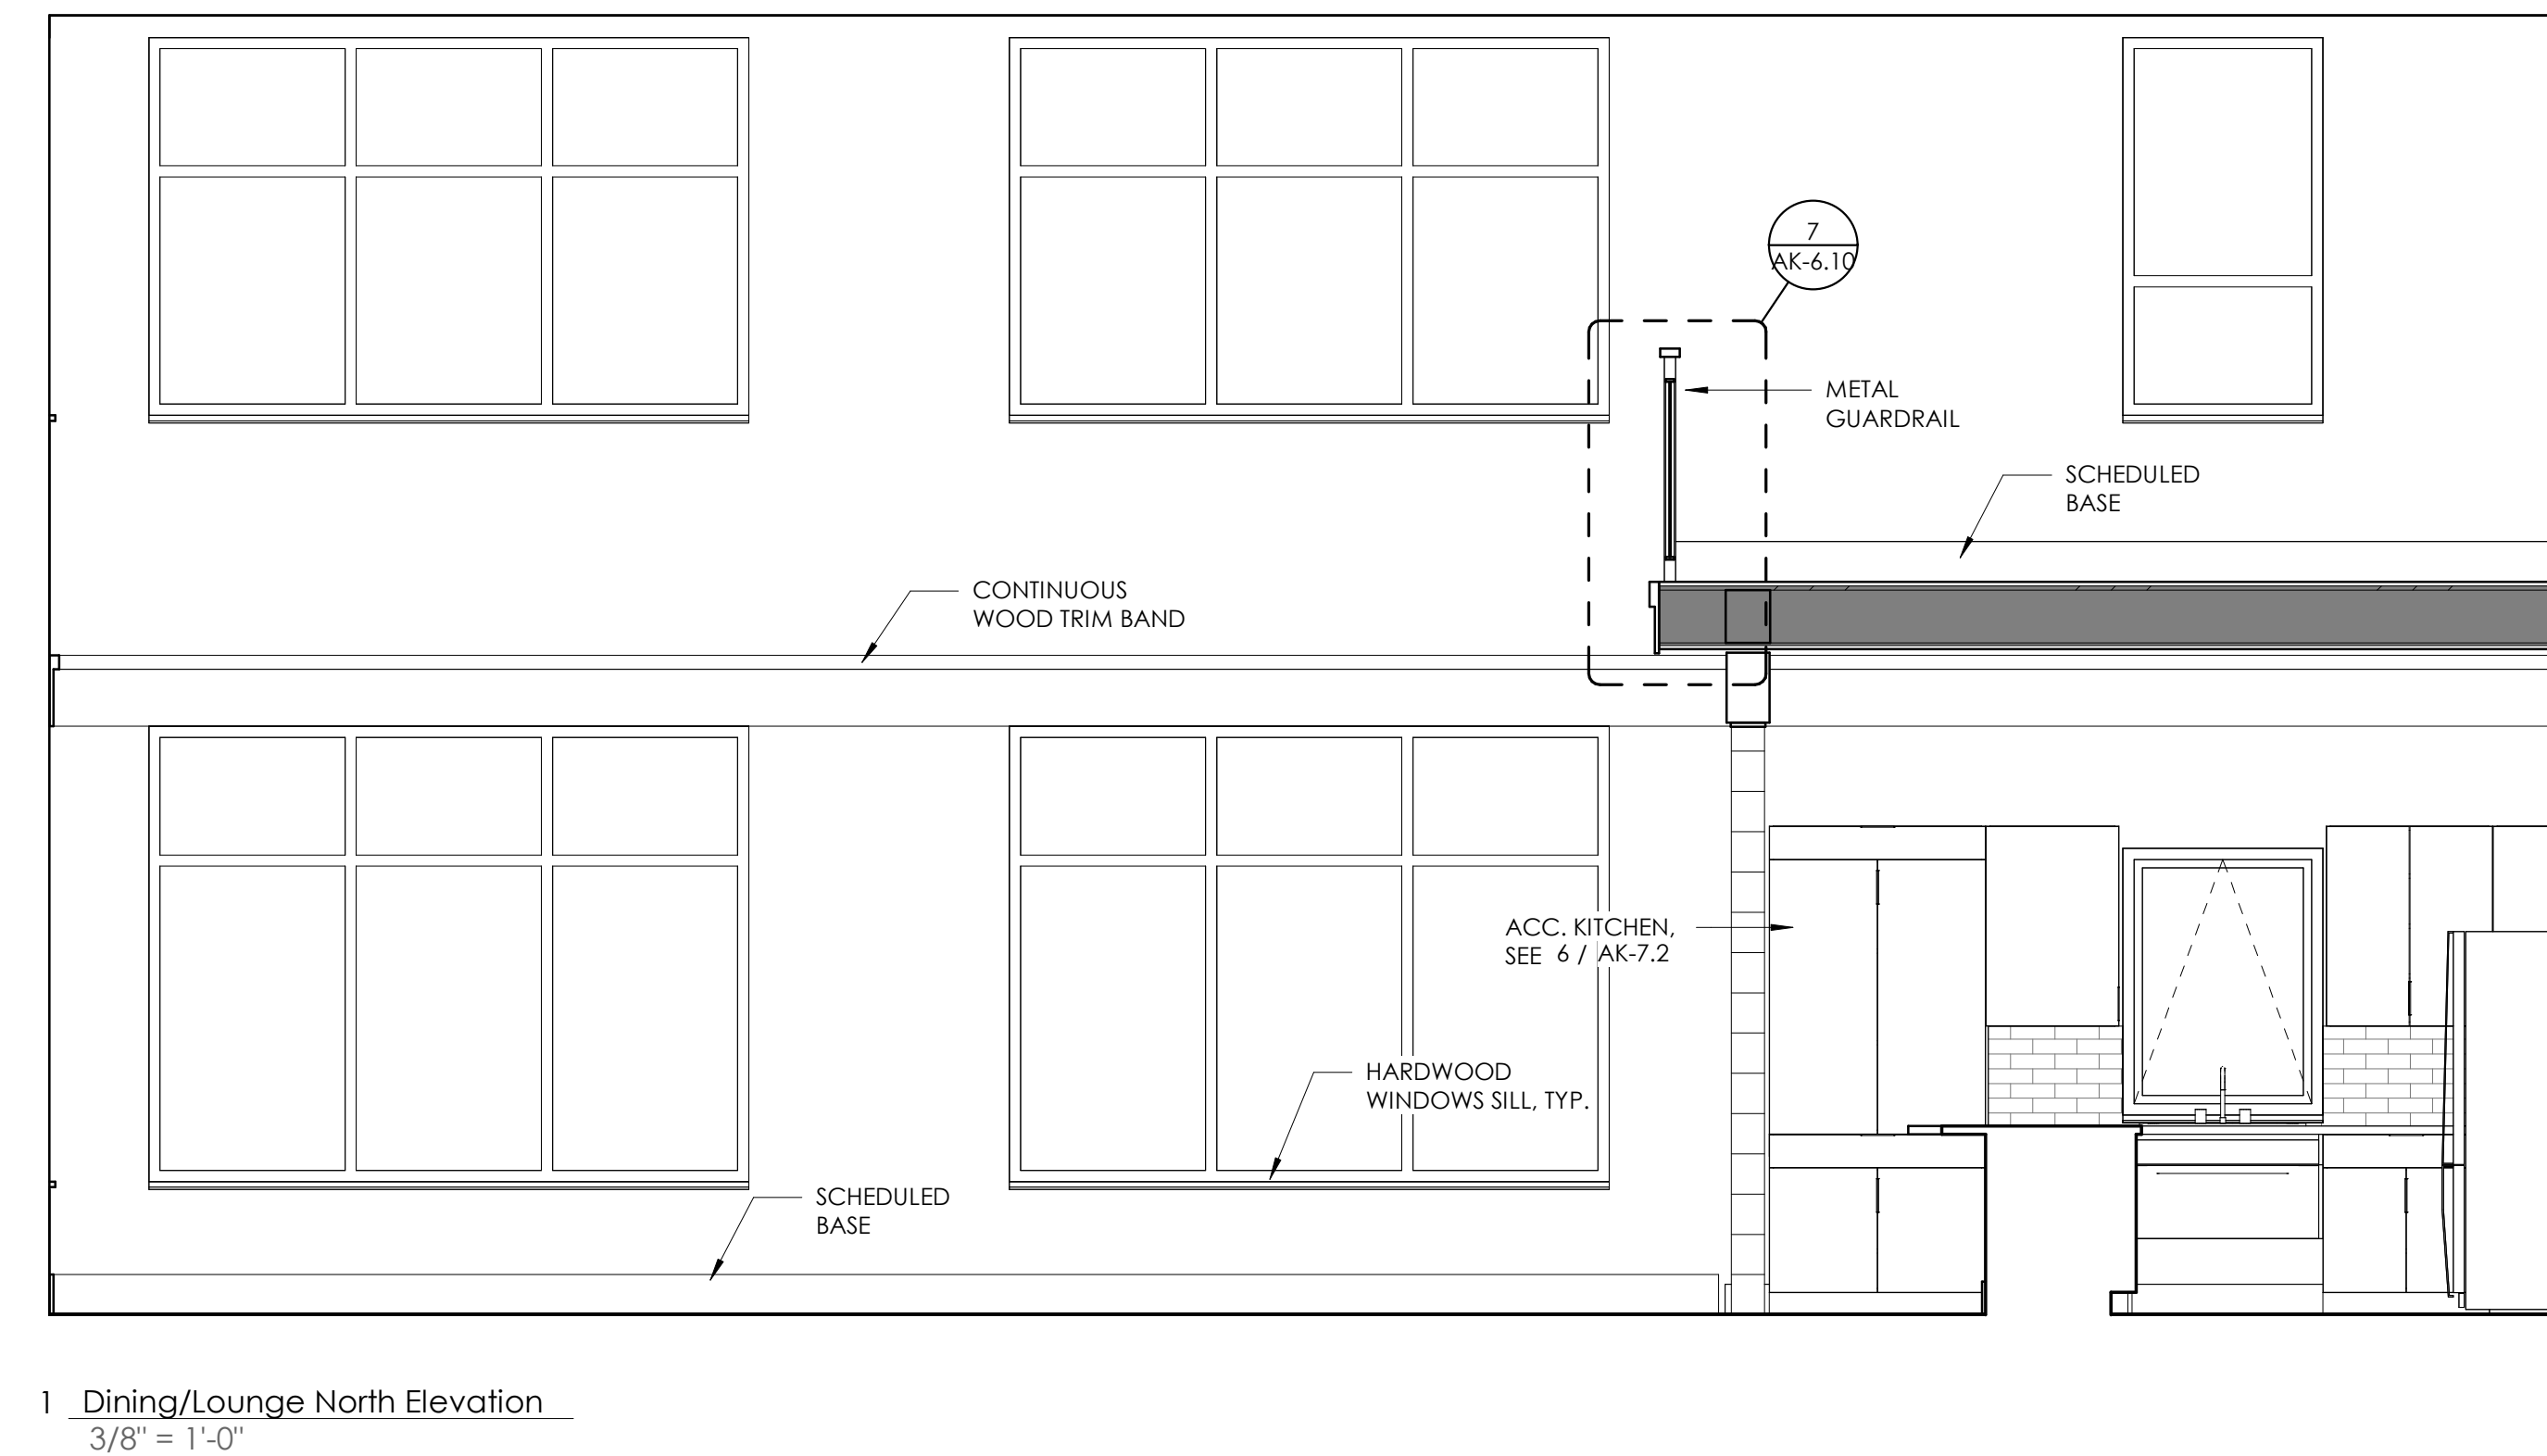 7
AK-6.10
METAL
GUARDRAIL
SCHEDULED
BASE
CONTINUOUS
WOOD TRIM BAND
ACC. KITCHEN,
SEE 6 / AK-7.2
HARDWOOD
WINDOWS SILL, TYP.
SCHEDULED
BASE
1 Dining/Lounge North Elevation
3/8" = 1'-0"